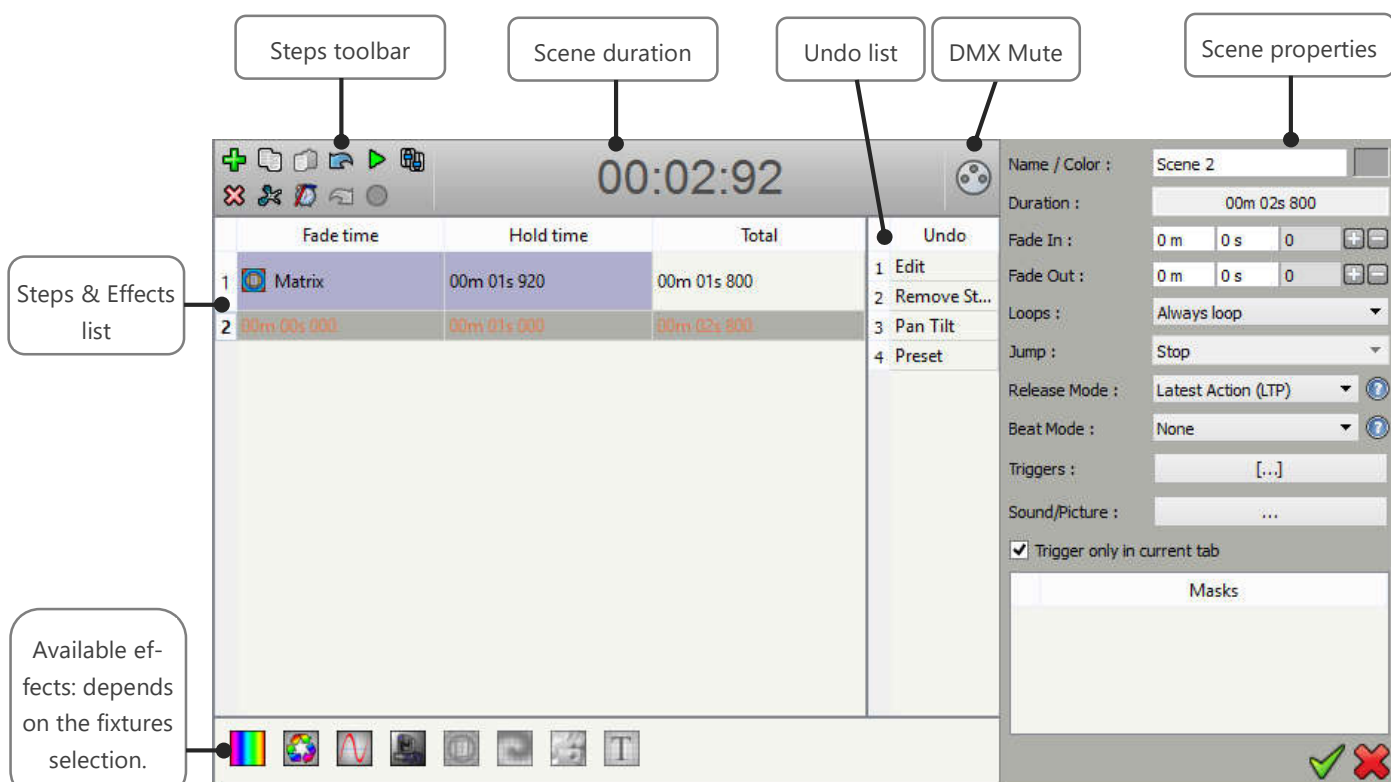 Steps toolbar
Scene duration
Undo list
DMX Mute
Scene properties
00:02:92
Fade time Hold time Total
1 Matrix 00m 01s 920 00m 01s 800
2 00m 00s 000 00m 01s 000 00m 02s 800
Undo
1 Edit
2 Remove St...
3 Pan Tilt
4 Preset
Name / Color : Scene 2
Duration : 00m 02s 800
Fade In : 0 m 0 s 0
Fade Out : 0 m 0 s 0
Loops : Always loop
Jump : Stop
Release Mode : Latest Action (LTP) ?
Beat Mode : None ?
Triggers : [...]
Sound/Picture : ...
Trigger only in current tab
Masks
Steps & Effects
list
Available ef-
fects: depends
on the fixtures
selection.
T